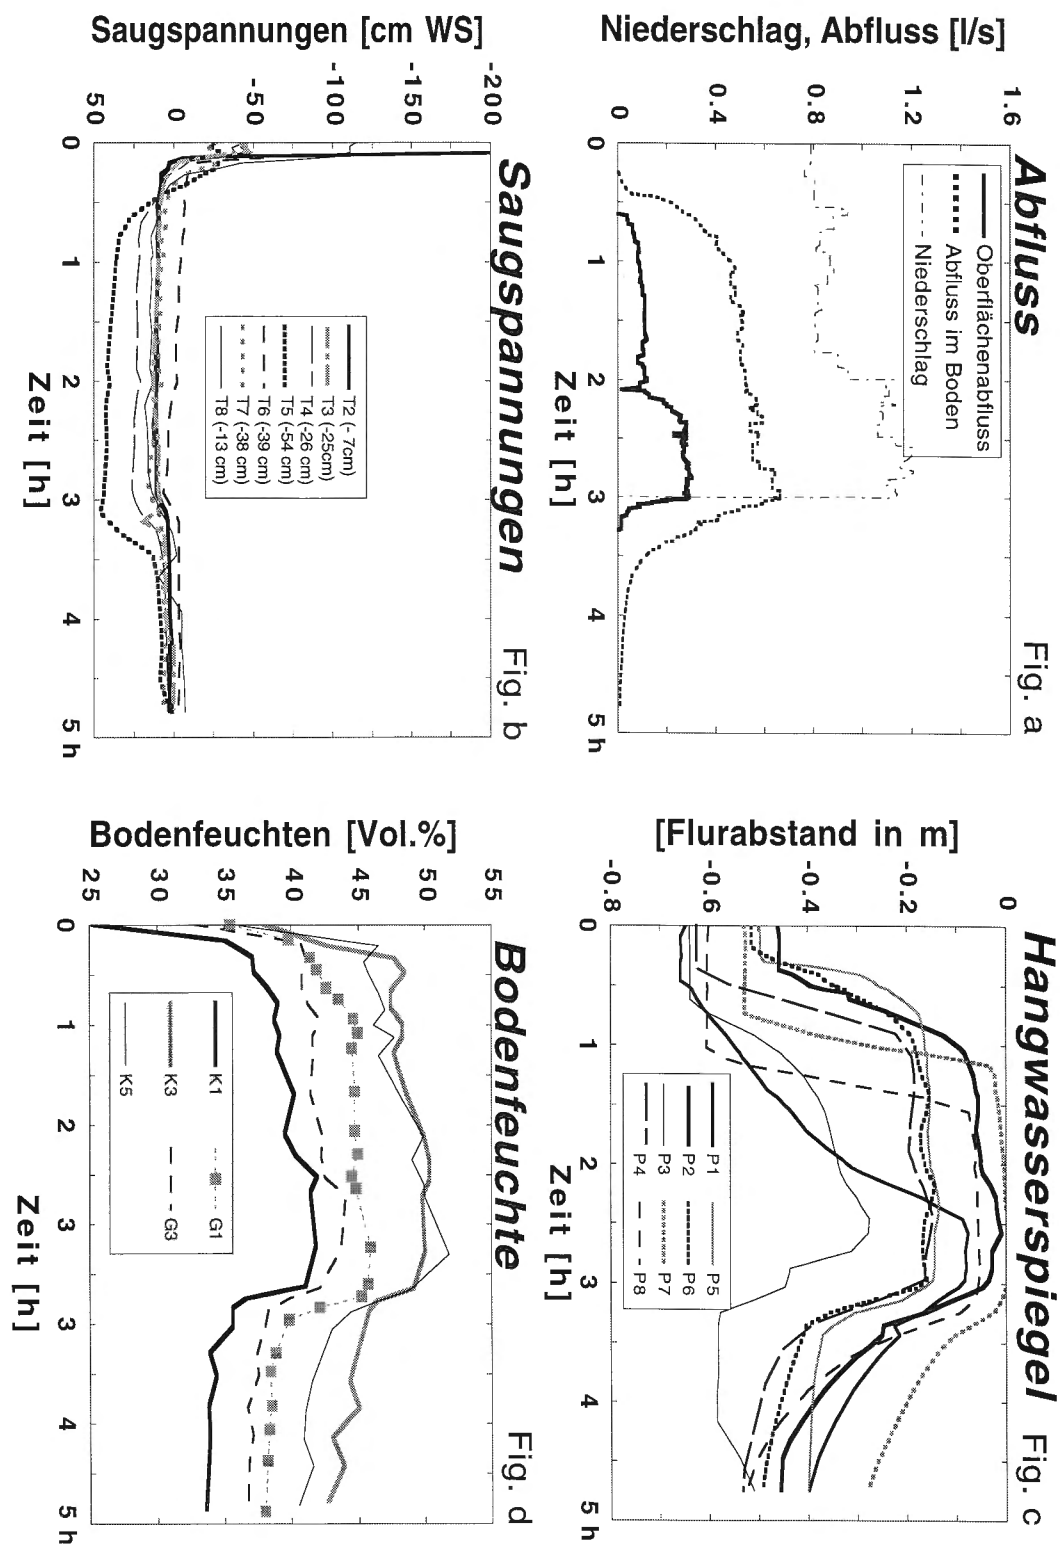 Abfluss
Fig. a
Niederschlag, Abfluss [l/s]
1.6
1.2
0.8
0.4
0
Oberflächenabfluss
Abfluss im Boden
Niederschlag
0
1
2
3
4
5 h
Zeit [h]
Hangwasserspiegel
Fig. c
[Flurabstand in m]
0
-0.2
-0.4
-0.6
-0.8
P1
P2
P3
P4
P5
P6
P7
P8
0
1
2
3
4
5 h
Zeit [h]
Saugspannungen
Fig. b
Saugspannungen [cm WS]
-200
-150
-100
-50
0
50
T2 (- 7cm)
T3 (-25cm)
T4 (-26 cm)
T5 (-54 cm)
T6 (-39 cm)
T7 (-38 cm)
T8 (-13 cm)
0
1
2
3
4
5 h
Zeit [h]
Bodenfeuchte
Fig. d
Bodenfeuchten [Vol.%]
55
50
45
40
35
30
25
K1
K3
K5
G1
G3
0
1
2
3
3
4
5 h
Zeit [h]